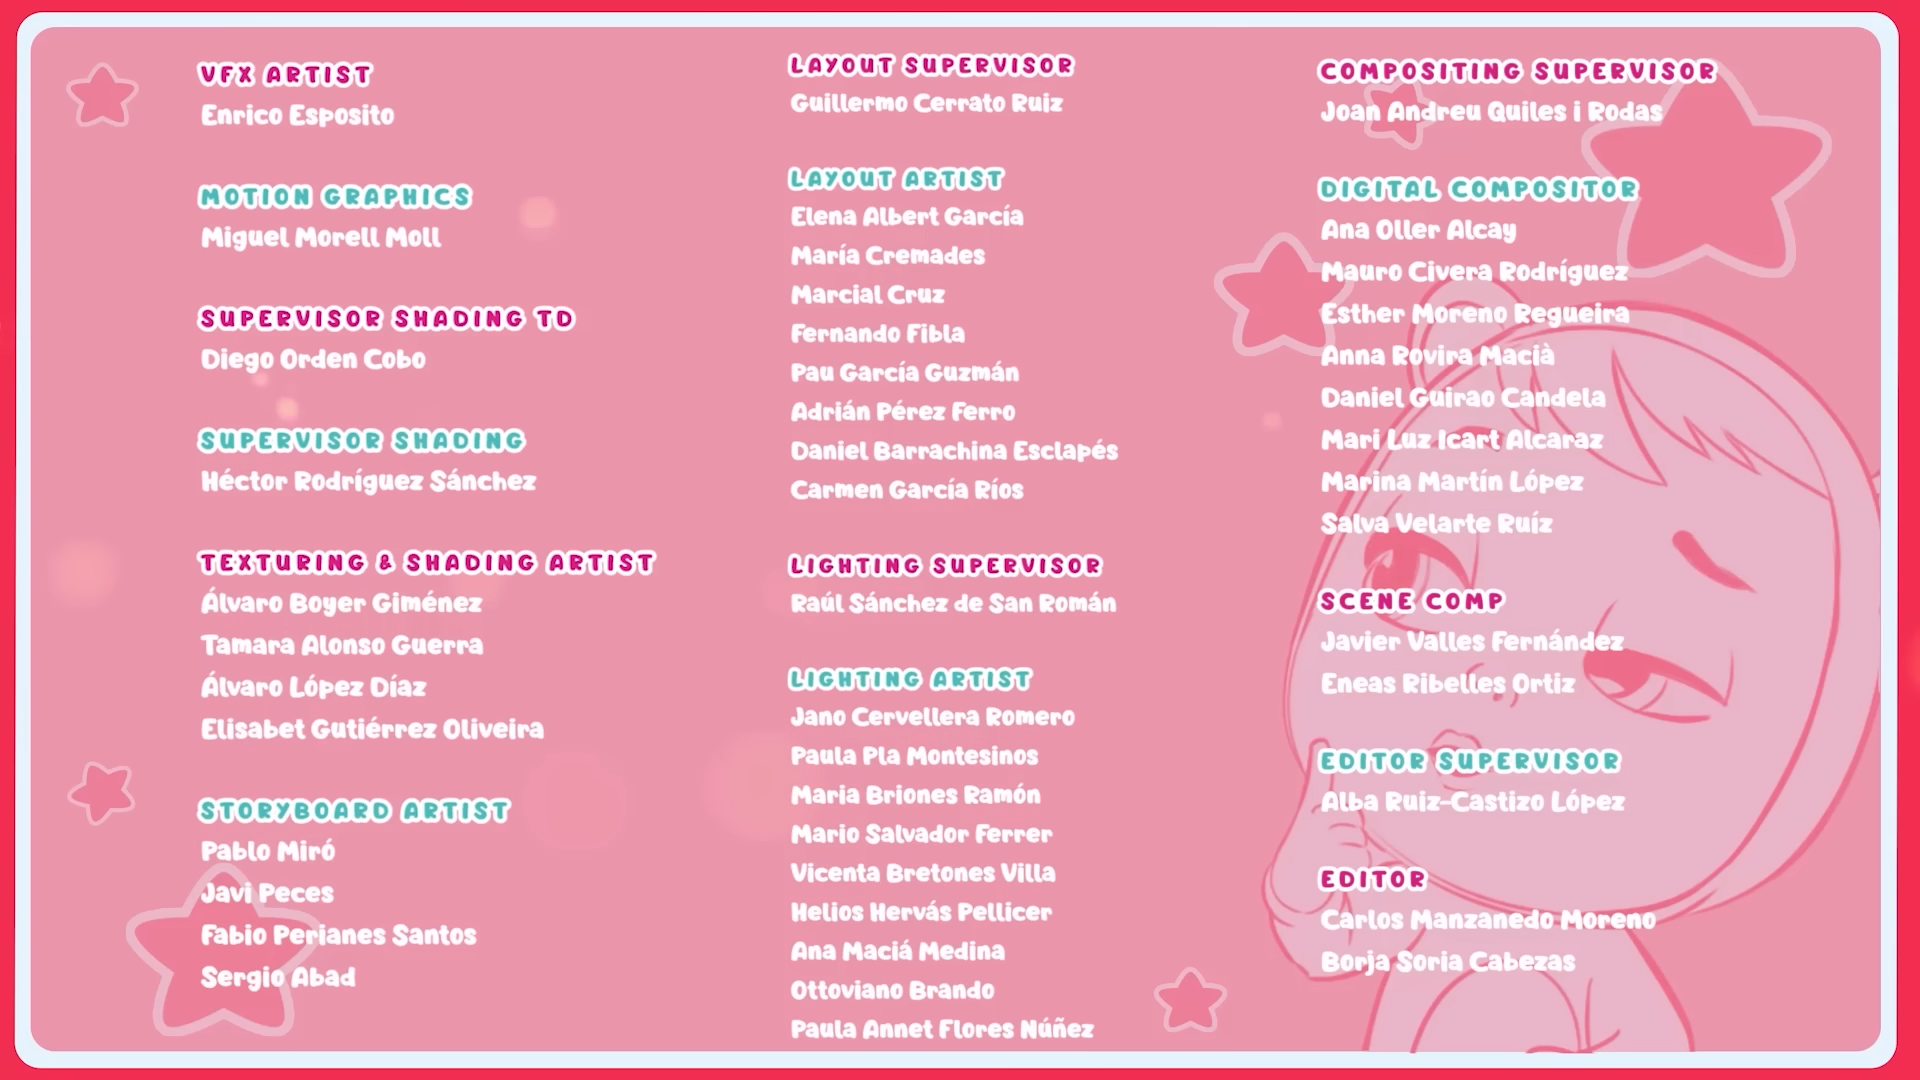 VFX ARTIST
Enrico Esposito
MOTION GRAPHICS
Miguel Morell Moll
SUPERVISOR SHADING TD
Diego Orden Cobo
SUPERVISOR SHADING
Héctor Rodríguez Sánchez
TEXTURING & SHADING ARTIST
Álvaro Boyer Giménez
Tamara Alonso Guerra
Álvaro López Díaz
Elisabet Gutiérrez Oliveira
STORYBOARD ARTIST
Pablo Miró
Javi Peces
Fabio Perianes Santos
Sergio Abad
LAYOUT SUPERVISOR
Guillermo Cerrato Ruiz
LAYOUT ARTIST
Elena Albert García
María Cremades
Marcial Cruz
Fernando Fibla
Pau García Guzmán
Adrián Pérez Ferro
Daniel Barrachina Esclapés
Carmen García Ríos
LIGHTING SUPERVISOR
Raúl Sánchez de San Román
LIGHTING ARTIST
Jano Cervellera Romero
Paula Pla Montesinos
Maria Briones Ramón
Mario Salvador Ferrer
Vicenta Bretones Villa
Helios Hervás Pellicer
Ana Maciá Medina
Ottoviano Brando
Paula Annet Flores Núñez
COMPOSITING SUPERVISOR
Joan Andreu Quiles i Rodas
DIGITAL COMPOSITOR
Ana Oller Alcay
Mauro Civera Rodríguez
Esther Moreno Regueira
Anna Rovira Macià
Daniel Guirao Candela
Mari Luz Icart Alcaraz
Marina Martín López
Salva Velarte Ruíz
SCENE COMP
Javier Valles Fernández
Eneas Ribelles Ortiz
EDITOR SUPERVISOR
Alba Ruiz-Castizo López
EDITOR
Carlos Manzanedo Moreno
Borja Soria Cabezas